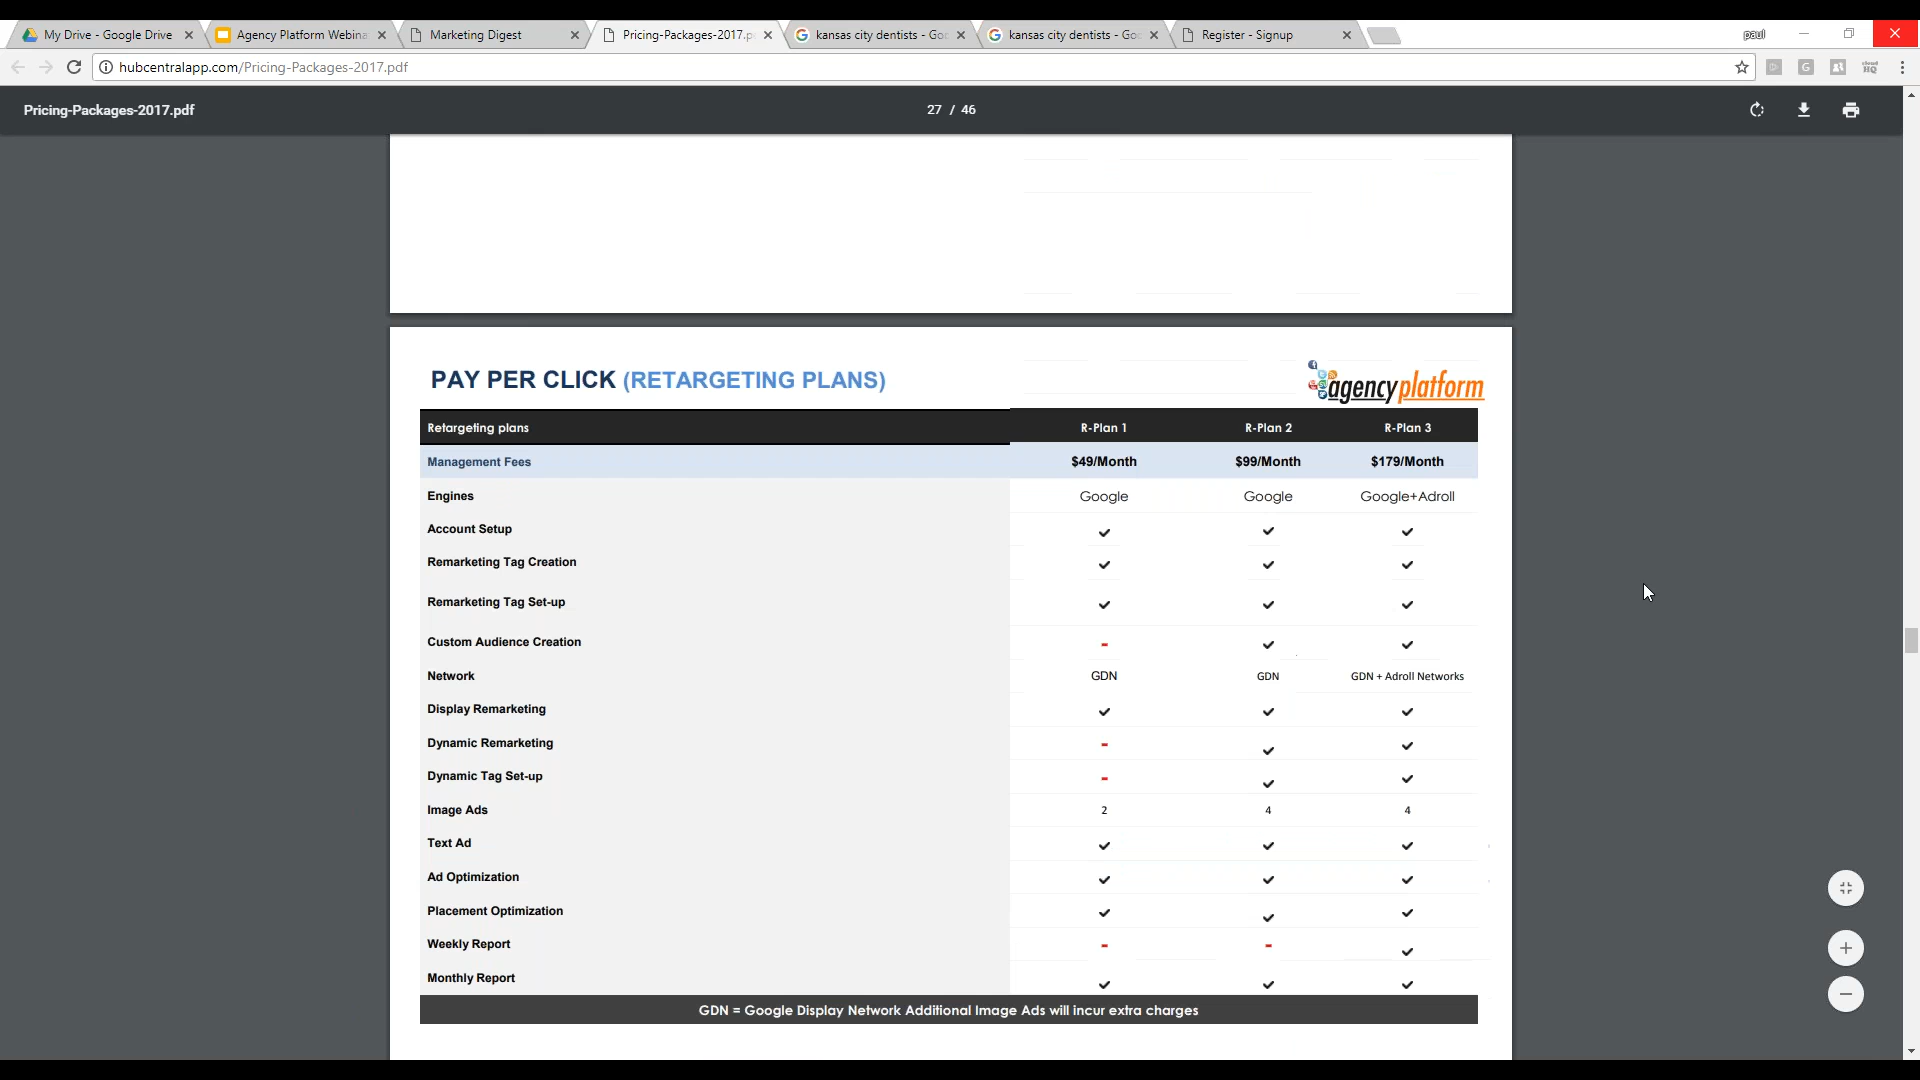 My Drive - Google Drive
Agency Platform Webina
Marketing Digest
Pricing-Packages-2017.p
kansas city dentists - Goo
kansas city dentists - Goo
Register - Signup
paul
hubcentralapp.com/Pricing-Packages-2017.pdf
Pricing-Packages-2017.pdf
27 / 46
PAY PER CLICK (RETARGETING PLANS)
agencyplatform
Retargeting plans R-Plan 1 R-Plan 2 R-Plan 3
Management Fees $49/Month $99/Month $179/Month
Engines Google Google Google+Adroll
Account Setup ✔ ✔ ✔
Remarketing Tag Creation ✔ ✔ ✔
Remarketing Tag Set-up ✔ ✔ ✔
Custom Audience Creation - ✔ ✔
Network GDN GDN GDN + Adroll Networks
Display Remarketing ✔ ✔ ✔
Dynamic Remarketing - ✔ ✔
Dynamic Tag Set-up - ✔ ✔
Image Ads 2 4 4
Text Ad ✔ ✔ ✔
Ad Optimization ✔ ✔ ✔
Placement Optimization ✔ ✔ ✔
Weekly Report - - ✔
Monthly Report ✔ ✔ ✔
GDN = Google Display Network Additional Image Ads will incur extra charges